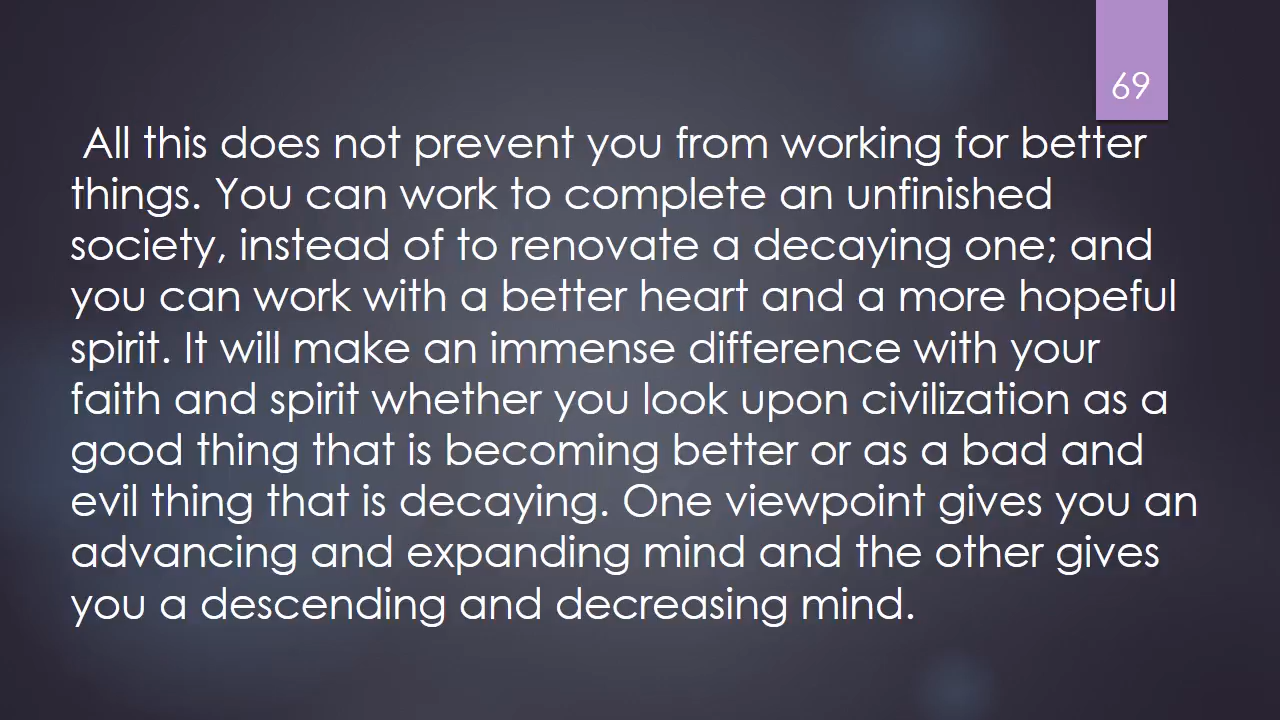 69
All this does not prevent you from working for better
things. You can work to complete an unfinished
society, instead of to renovate a decaying one; and
you can work with a better heart and a more hopeful
spirit. It will make an immense difference with your
faith and spirit whether you look upon civilization as a
good thing that is becoming better or as a bad and
evil thing that is decaying. One viewpoint gives you an
advancing and expanding mind and the other gives
you a descending and decreasing mind.